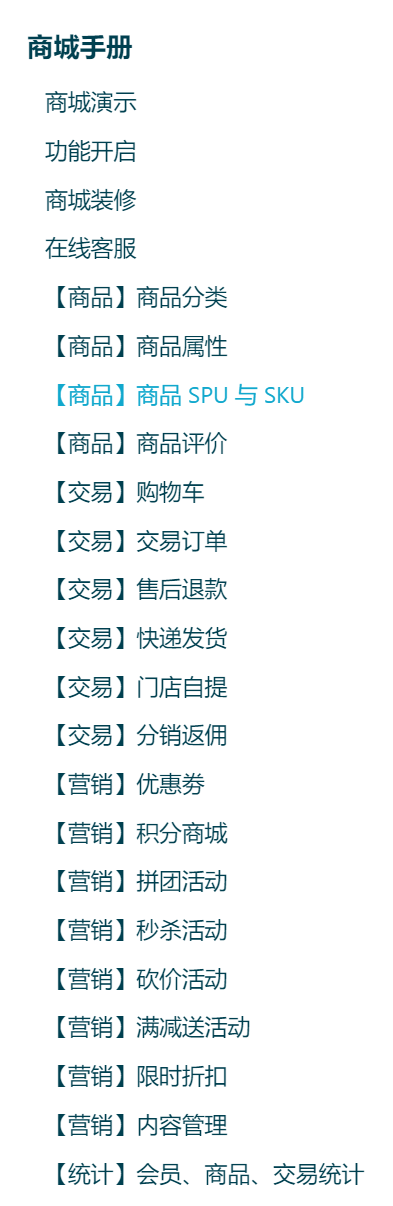 商城手册
商城演示
功能开启
商城装修
在线客服
【商品】商品分类
【商品】商品属性
【商品】商品 SPU 与 SKU
【商品】商品评价
【交易】购物车
【交易】交易订单
【交易】售后退款
【交易】快递发货
【交易】门店自提
【交易】分销返佣
【营销】优惠劵
【营销】积分商城
【营销】拼团活动
【营销】秒杀活动
【营销】砍价活动
【营销】满减送活动
【营销】限时折扣
【营销】内容管理
【统计】会员、商品、交易统计